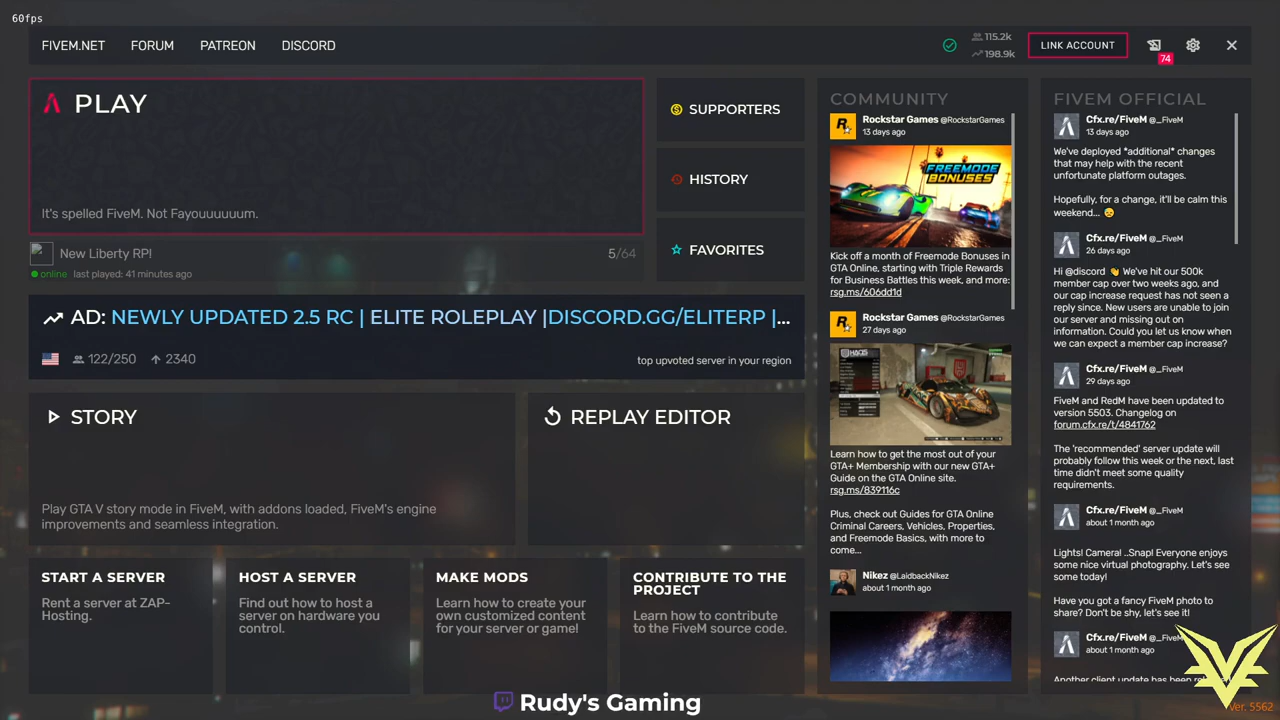 60fps
FIVEM.NET
FORUM
PATREON
DISCORD
115.2k
198.9k
LINK ACCOUNT
74
PLAY
It's spelled FiveM. Not Fayouuuuuum.
New Liberty RPI
5/64
online
last played: 41 minutes ago
SUPPORTERS
HISTORY
FAVORITES
AD: NEWLY UPDATED 2.5 RC | ELITE ROLEPLAY |DISCORD.GG/ELITERP |...
122/250
2340
top upvoted server in your region
STORY
Play GTA V story mode in FiveM, with addons loaded, FiveM's engine
improvements and seamless integration.
REPLAY EDITOR
START A SERVER
Rent a server at ZAP-
Hosting.
HOST A SERVER
Find out how to host a
server on hardware you
control.
MAKE MODS
Learn how to create your
own customized content
for your server or game!
CONTRIBUTE TO THE
PROJECT
Learn how to contribute
to the FiveM source code.
COMMUNITY
Rockstar Games @RockstarGames
13 days ago
FREEMODE
BONUSES
Kick off a month of Freemode Bonuses in
GTA Online, starting with Triple Rewards
for Business Battles this week, and more:
rsg.ms/606dd1d
Rockstar Games @RockstarGames
27 days ago
Learn how to get the most out of your
GTA+ Membership with our new GTA+
Guide on the GTA Online site.
rsg.ms/839116c
Plus, check out Guides for GTA Online
Criminal Careers, Vehicles, Properties,
and Freemode Basics, with more to
come...
Nikez @LaidbackNikez
about 1 month ago
FIVEM OFFICIAL
Cfx.re/FiveM @_FiveM
13 days ago
We've deployed *additional* changes
that may help with the recent
unfortunate platform outages.
Hopefully, for a change, it'll be calm this
weekend... 😔
Cfx.re/FiveM @_FiveM
26 days ago
Hi @discord 👋 We've hit our 500k
member cap over two weeks ago, and
our cap increase request has not seen a
reply since. New users are unable to join
our server and missing out on
information. Could you let us know when
we can expect a member cap increase?
Cfx.re/FiveM @_FiveM
29 days ago
FiveM and RedM have been updated to
version 5503. Changelog on
forum.cfx.re/t/4841762
The 'recommended' server update will
probably follow this week or the next, last
time didn't meet some quality
requirements.
Cfx.re/FiveM @_FiveM
about 1 month ago
Lights! Camera! ..Snap! Everyone enjoys
some nice virtual photography. Let's see
some today!
Have you got a fancy FiveM photo to
share? Don't be shy, let's see it!
Cfx.re/FiveM @_FiveM
about 1 month ago
Another client update has been
Rudy's Gaming
Ver. 5562